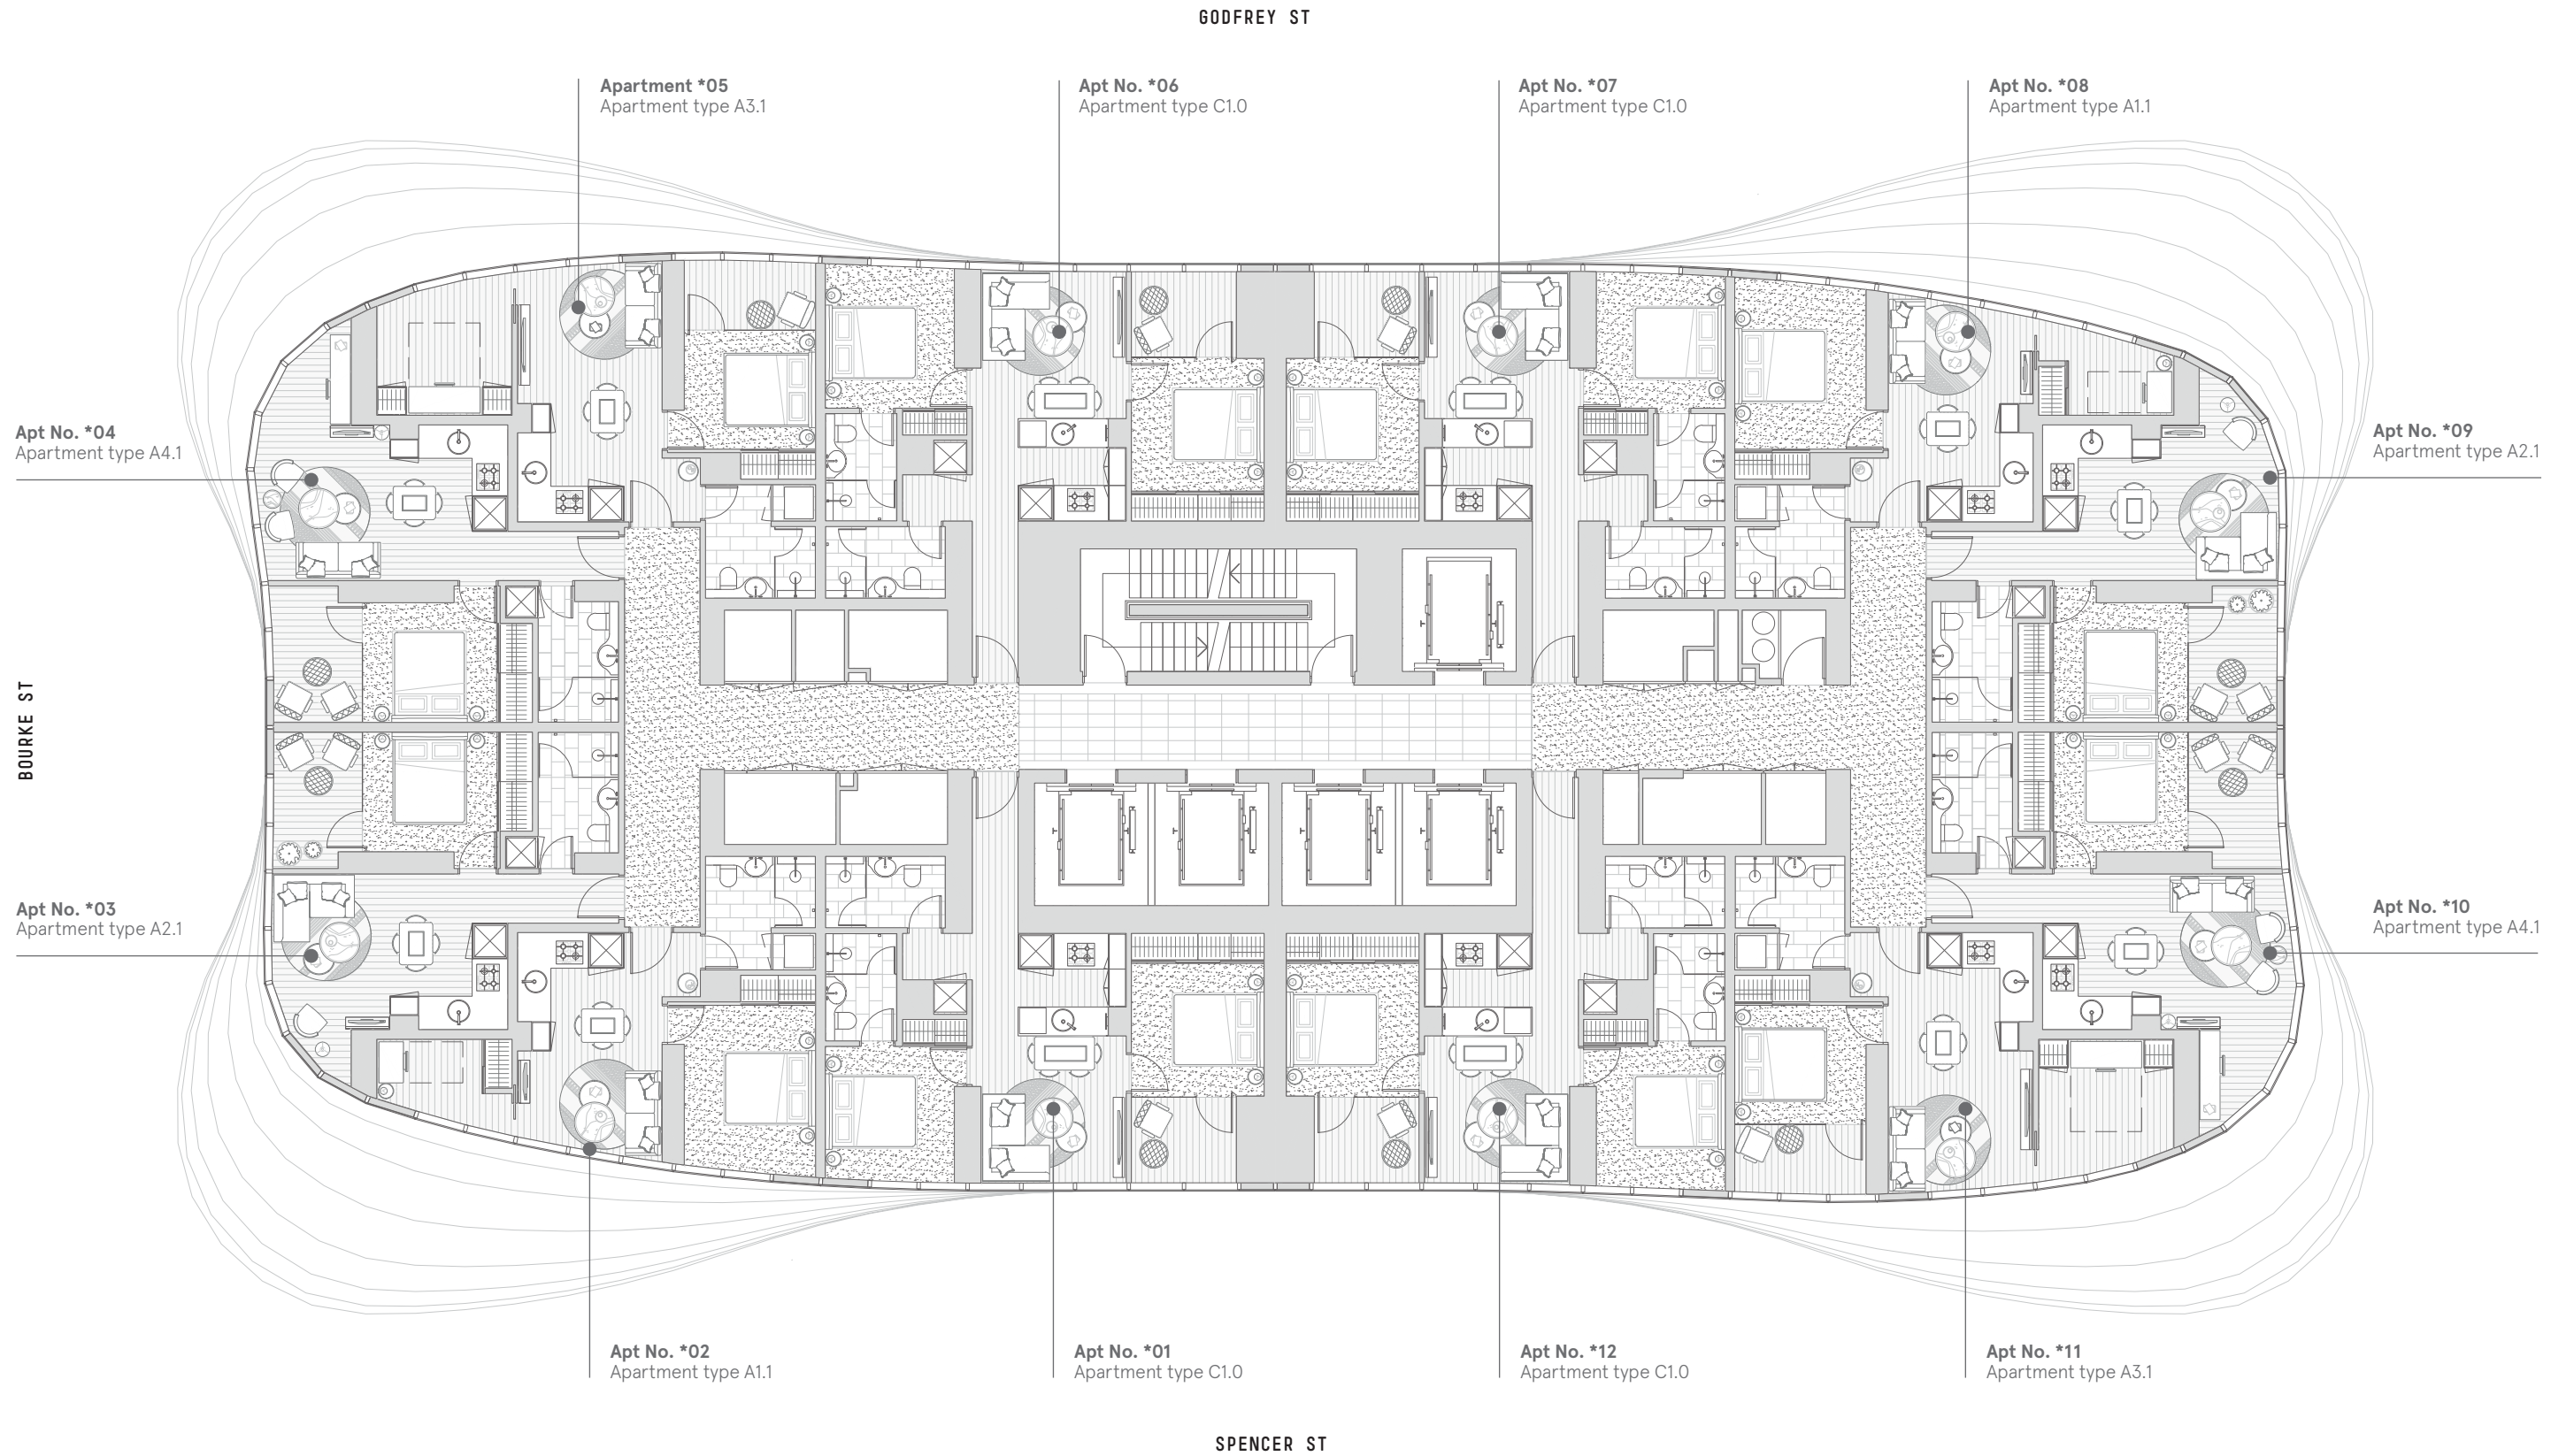 GODFREY ST
Apartment *05
Apartment type A3.1
Apt No. *06
Apartment type C1.0
Apt No. *07
Apartment type C1.0
Apt No. *08
Apartment type A1.1
Apt No. *04
Apartment type A4.1
Apt No. *09
Apartment type A2.1
BOURKE ST
Apt No. *03
Apartment type A2.1
Apt No. *10
Apartment type A4.1
Apt No. *02
Apartment type A1.1
Apt No. *01
Apartment type C1.0
Apt No. *12
Apartment type C1.0
Apt No. *11
Apartment type A3.1
SPENCER ST